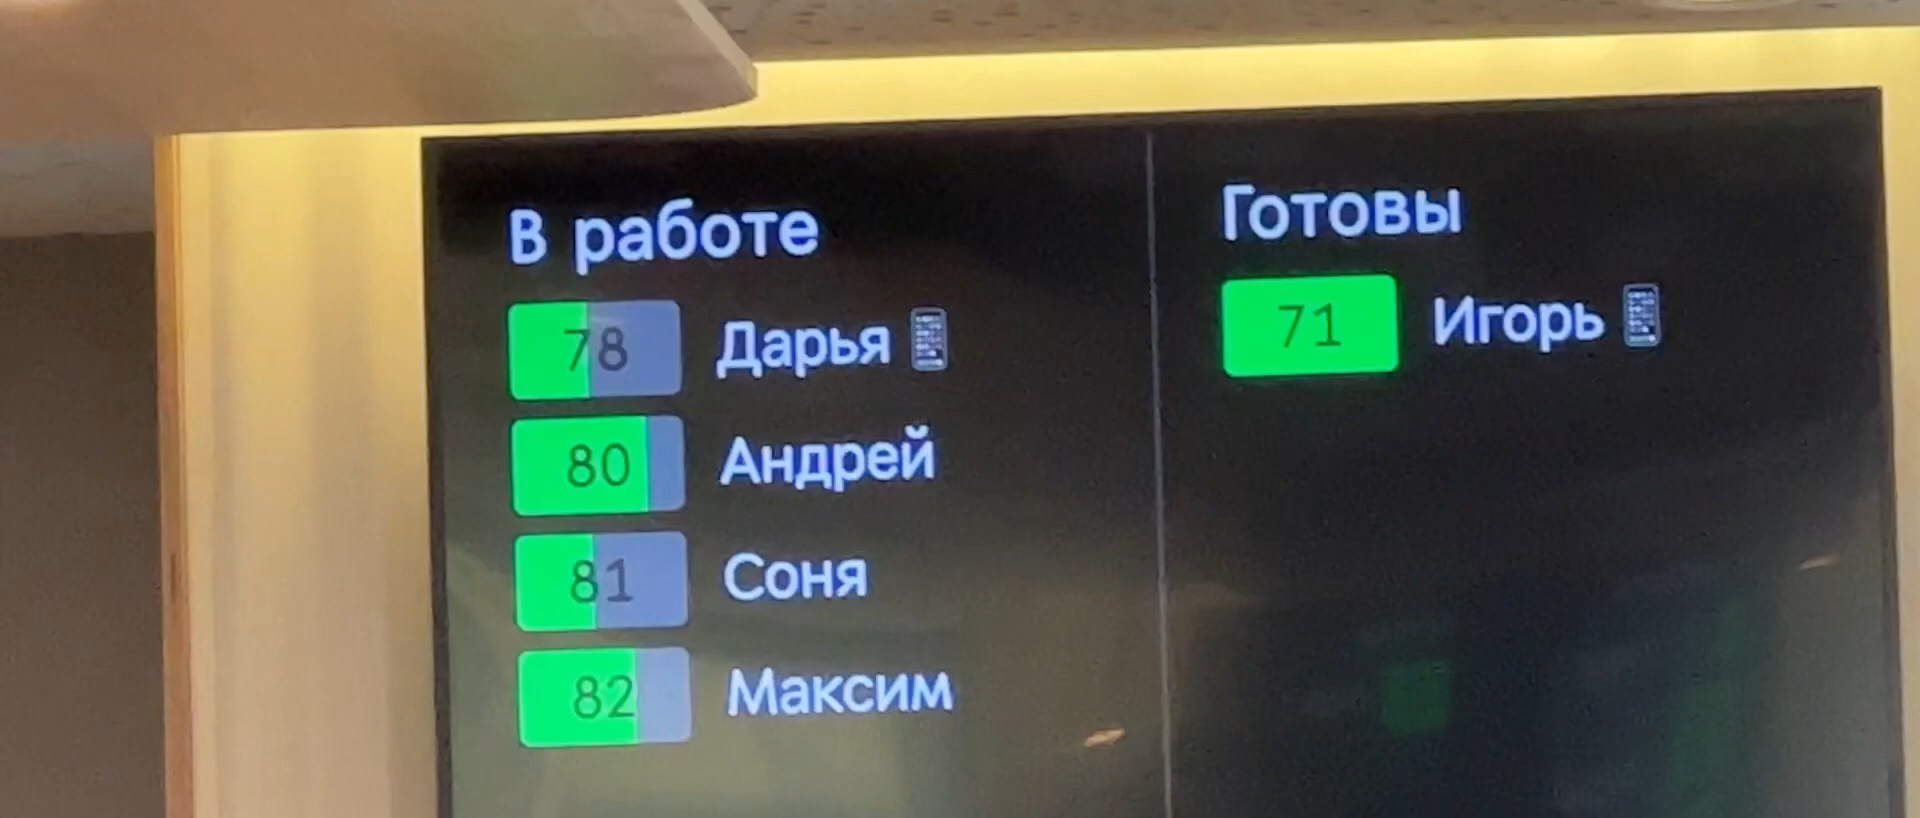 В работе
78 Дарья
80 Андрей
81 Соня
82 Максим
Готовы
71 Игорь